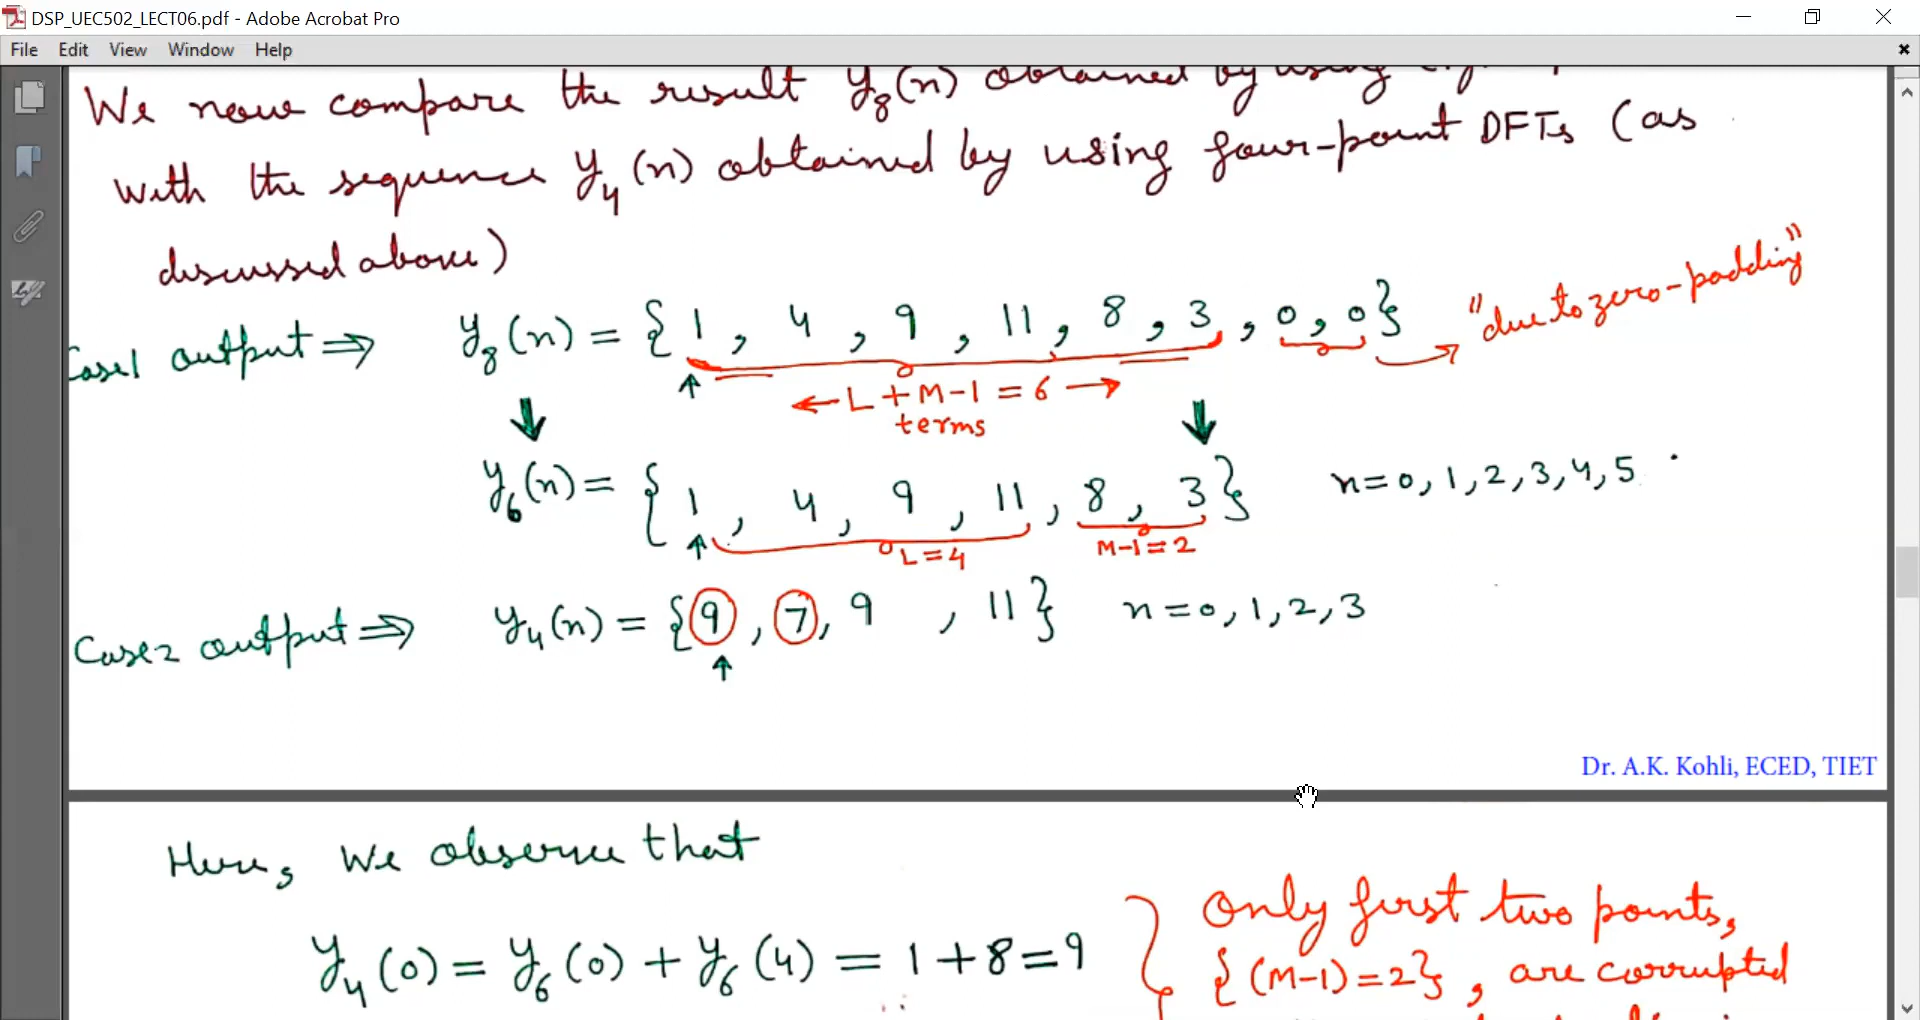 DSP_UEC502_LECT06.pdf - Adobe Acrobat Pro
File Edit View Window Help
We now compare the result y₈(n) obtained by using
with the sequence y₄(n) obtained by using four-point DFTs (as
discussed above)
Case1 output ⇒ y₈(n) = {1, 4, 9, 11, 8, 3, 0, 0} → "due to zero-padding"
↑ ← L+M-1 = 6 →
terms
↓ ↓
y₆(n) = {1, 4, 9, 11, 8, 3} n=0,1,2,3,4,5
↑ L=4 M-1=2
Case2 output ⇒ y₄(n) = {9, 7, 9, 11} n=0,1,2,3
↑
Dr. A.K. Kohli, ECED, TIET
Here, We observe that
Only first two points,
y₄(0) = y₆(0) + y₆(4) = 1+8=9
{(M-1)=2}, are corrupted